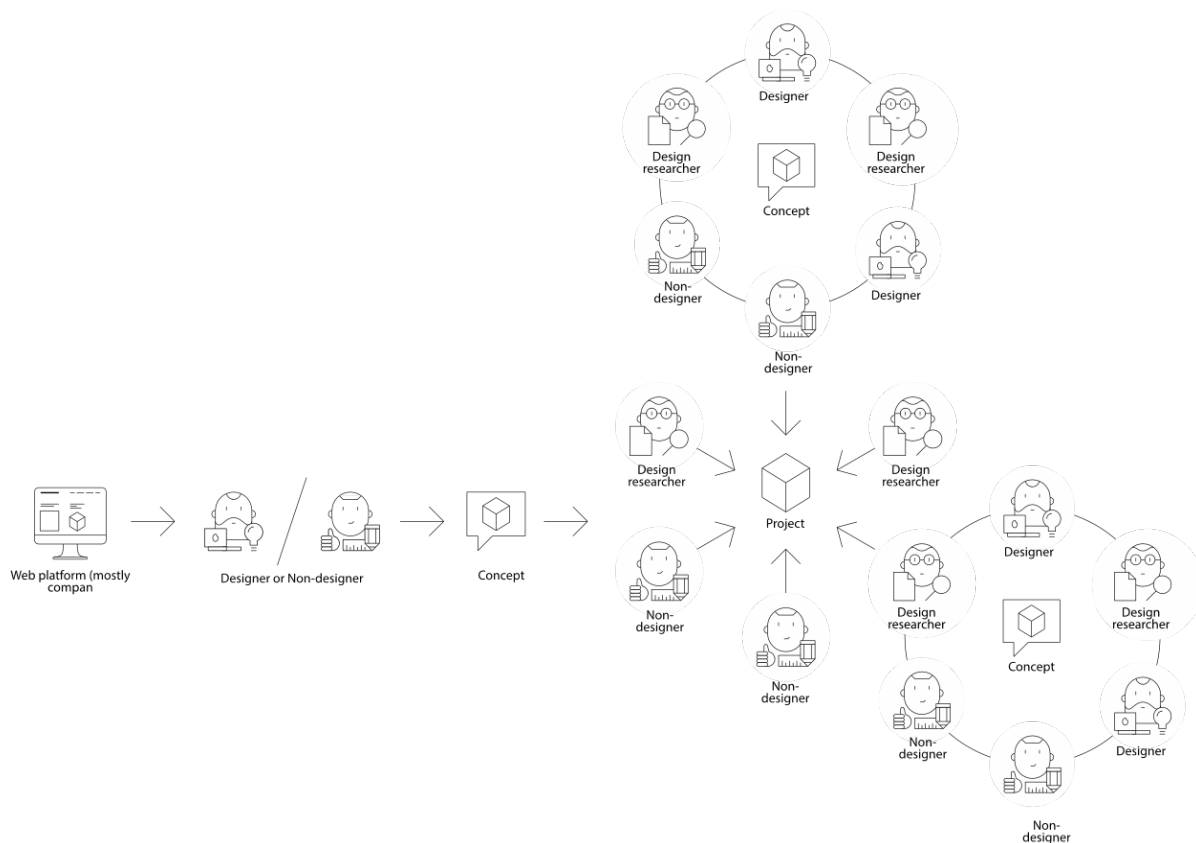 Designer
Design
researcher
Design
researcher
Concept
Non-
designer
Designer
Non-
designer
Design
researcher
Design
researcher
Project
Web platform (mostly
compan
Designer or Non-designer
Concept
Non-
designer
Non-
designer
Designer
Design
researcher
Design
researcher
Concept
Non-
designer
Designer
Non-
designer